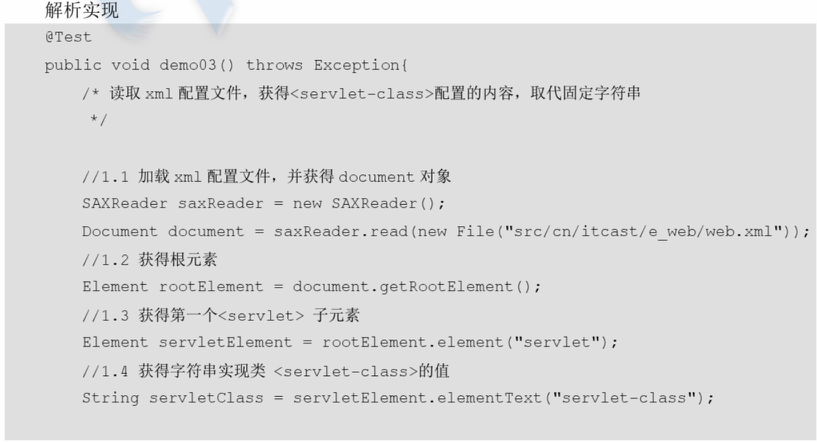 解析实现
@Test
public void demo03() throws Exception{
/* 读取 xml 配置文件，获得<servlet-class>配置的内容，取代固定字符串
*/
//1.1 加载 xml 配置文件，并获得 document 对象
SAXReader saxReader = new SAXReader();
Document document = saxReader.read(new File("src/cn/itcast/e_web/web.xml"));
//1.2 获得根元素
Element rootElement = document.getRootElement();
//1.3 获得第一个<servlet> 子元素
Element servletElement = rootElement.element("servlet");
//1.4 获得字符串实现类 <servlet-class>的值
String servletClass = servletElement.elementText("servlet-class");